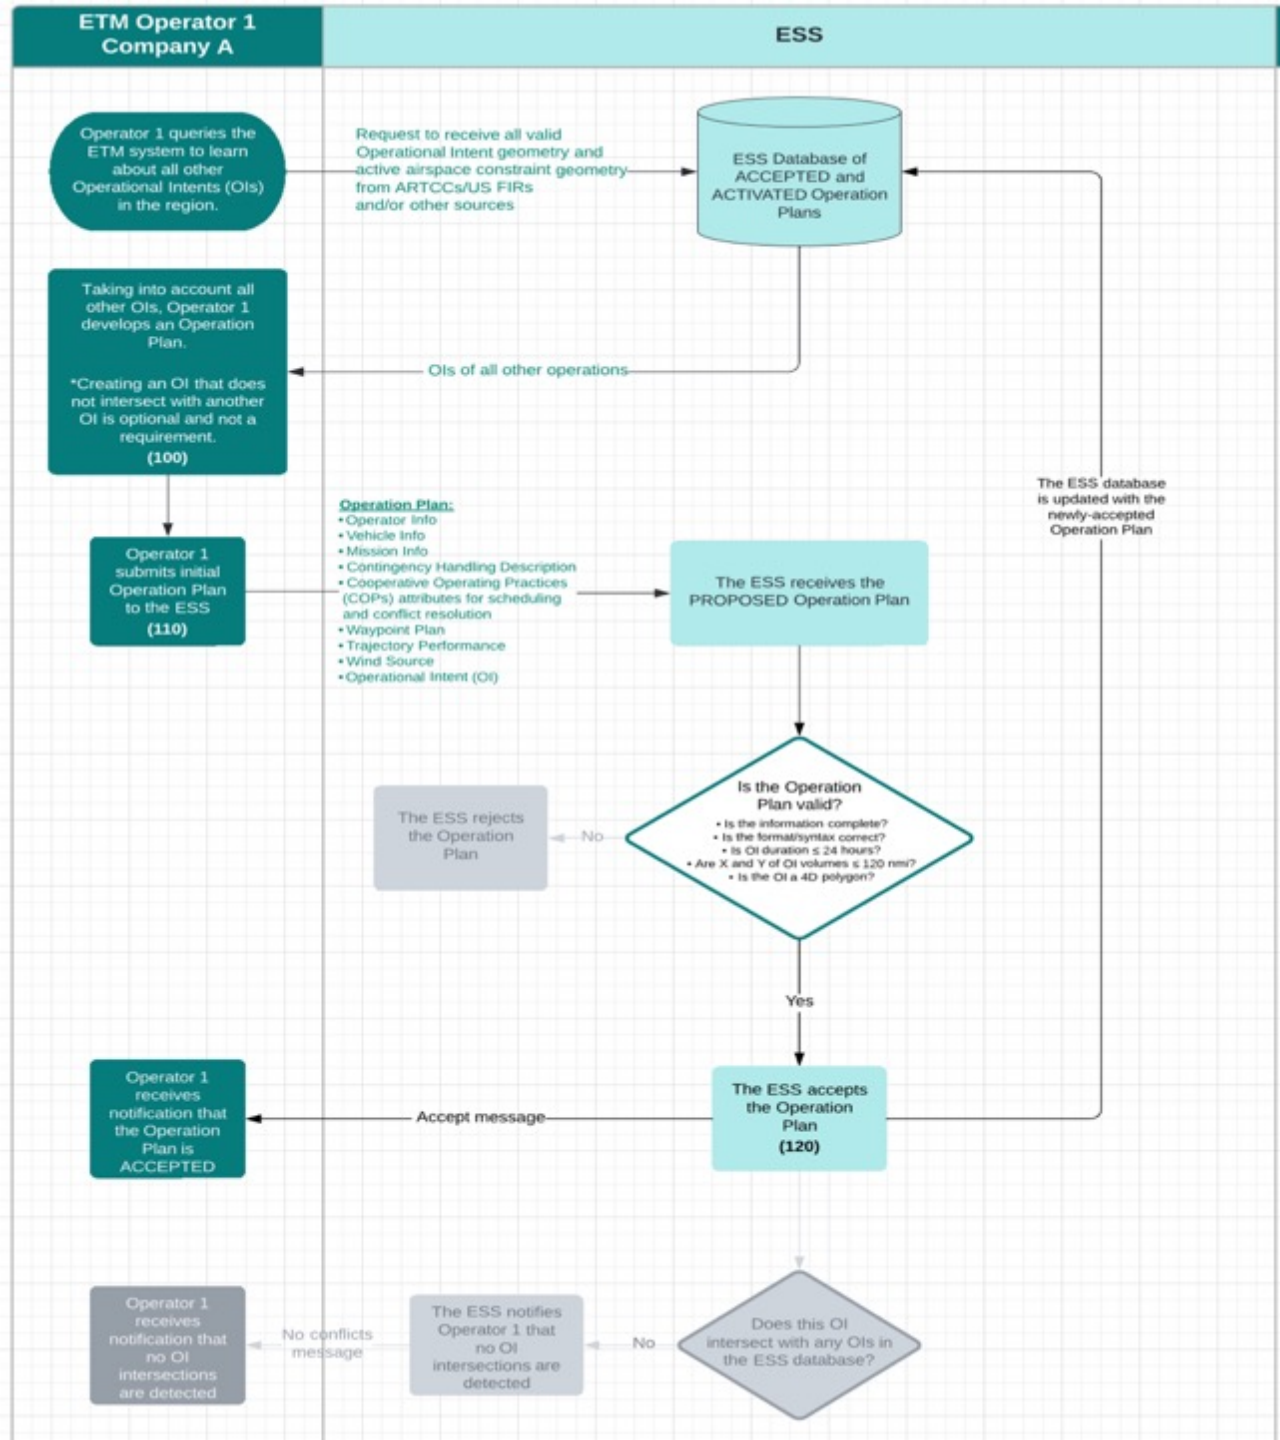 ETM Operator 1
Company A
ESS
Operator 1 queries the
ETM system to learn
about all other
Operational Intents (OIs)
in the region.
Request to receive all valid
Operational Intent geometry and
active airspace constraint geometry
from ARTCCs/US FIRs
and/or other sources
ESS Database of
ACCEPTED and
ACTIVATED Operation
Plans
Taking into account all
other OIs, Operator 1
develops an Operation
Plan.
*Creating an OI that does
not intersect with another
OI is optional and not a
requirement.
(100)
OIs of all other operations
The ESS database
is updated with the
newly-accepted
Operation Plan
Operator 1
submits initial
Operation Plan
to the ESS
(110)
Operation Plan:
• Operator Info
• Vehicle Info
• Mission Info
• Contingency Handling Description
• Cooperative Operating Practices
(COPs) attributes for scheduling
and conflict resolution
• Waypoint Plan
• Trajectory Performance
• Wind Source
• Operational Intent (OI)
The ESS receives the
PROPOSED Operation Plan
Is the Operation
Plan valid?
• Is the information complete?
• Is the format/syntax correct?
• Is OI duration ≤ 24 hours?
• Are X and Y of OI volumes ≤ 120 nmi?
• Is the OI a 4D polygon?
No
The ESS rejects
the Operation
Plan
Yes
The ESS accepts
the Operation
Plan
(120)
Accept message
Operator 1
receives
notification that
the Operation
Plan is
ACCEPTED
Does this OI
intersect with any OIs in
the ESS database?
No
The ESS notifies
Operator 1 that
no OI
intersections are
detected
No conflicts
message
Operator 1
receives
notification that
no OI
intersections
are detected